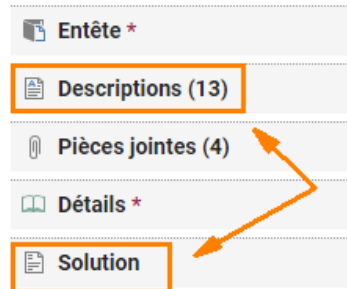 Entête *
Descriptions (13)
Pièces jointes (4)
Détails *
Solution